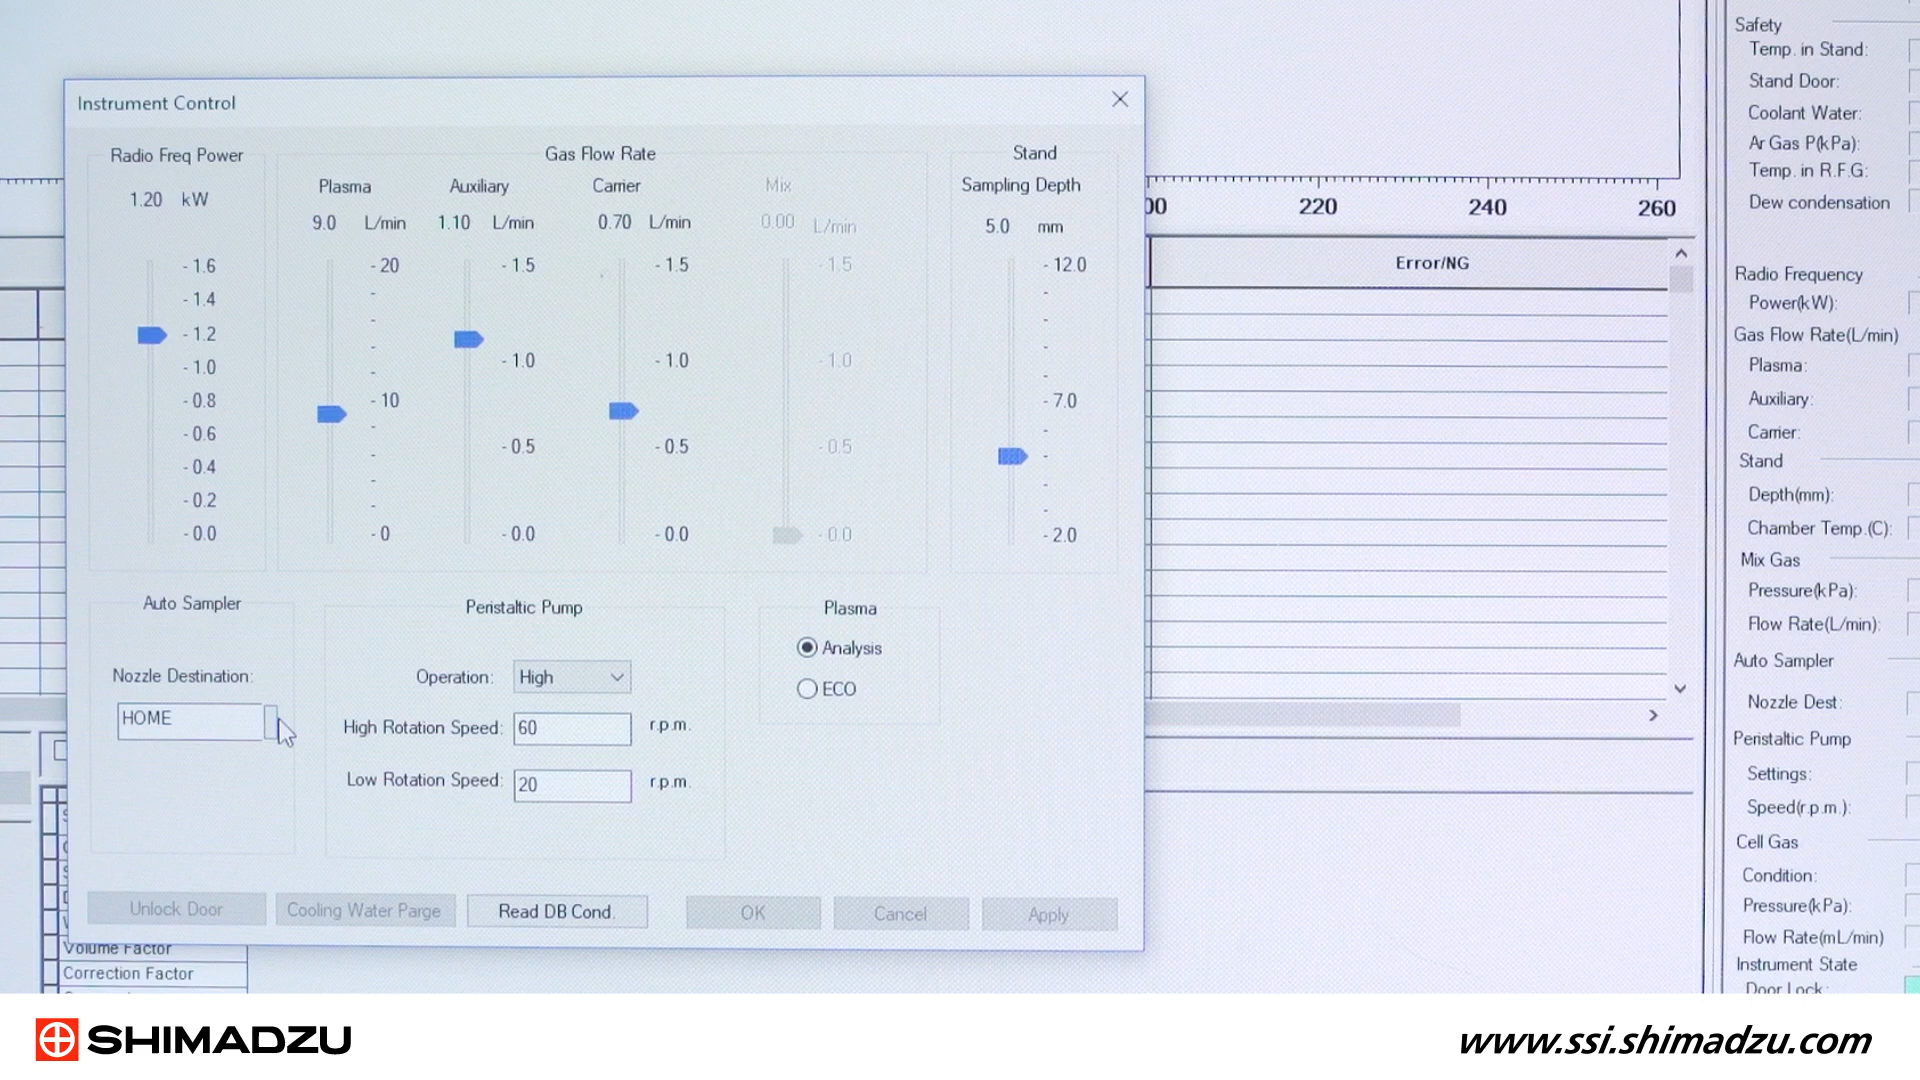 Instrument Control
Radio Freq Power
1.20 kW
- 1.6
- 1.4
- 1.2
- 1.0
- 0.8
- 0.6
- 0.4
- 0.2
- 0.0
Gas Flow Rate
Plasma
9.0 L/min
- 20
- 10
- 0
Auxiliary
1.10 L/min
- 1.5
- 1.0
- 0.5
- 0.0
Carrier
0.70 L/min
- 1.5
- 1.0
- 0.5
- 0.0
Mix
0.00 L/min
- 1.5
- 1.0
- 0.5
- 0.0
Stand
Sampling Depth
5.0 mm
- 12.0
- 7.0
- 2.0
Auto Sampler
Nozzle Destination:
HOME
Peristaltic Pump
Operation: High
High Rotation Speed: 60 r.p.m.
Low Rotation Speed: 20 r.p.m.
Plasma
Analysis
ECO
Unlock Door
Cooling Water Parge
Read DB Cond.
OK
Cancel
Apply
Volume Factor
Correction Factor
220 240 260
Error/NG
Safety
Temp. in Stand:
Stand Door:
Coolant Water:
Ar Gas P(kPa):
Temp. in R.F.G:
Dew condensation
Radio Frequency
Power(kW):
Gas Flow Rate(L/min)
Plasma:
Auxiliary:
Carrier:
Stand
Depth(mm):
Chamber Temp.(C):
Mix Gas
Pressure(kPa):
Flow Rate(L/min):
Auto Sampler
Nozzle Dest:
Peristaltic Pump
Settings:
Speed(r.p.m.):
Cell Gas
Condition:
Pressure(kPa):
Flow Rate(mL/min)
Instrument State
Door Lock:
SHIMADZU
www.ssi.shimadzu.com